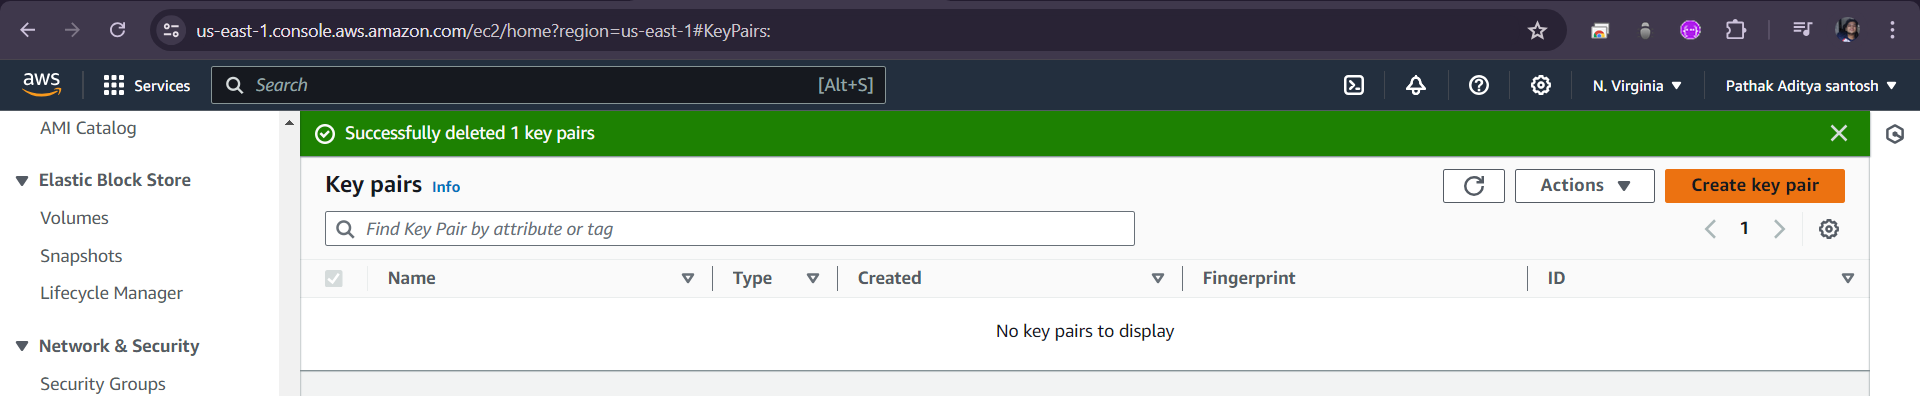 us-east-1.console.aws.amazon.com/ec2/home?region=us-east-1#KeyPairs:
aws
Services
Search
[Alt+S]
N. Virginia
Pathak Aditya santosh
AMI Catalog
Elastic Block Store
Volumes
Snapshots
Lifecycle Manager
Network & Security
Security Groups
Successfully deleted 1 key pairs
Key pairs Info
Actions
Create key pair
Find Key Pair by attribute or tag
1
Name Type Created Fingerprint ID
No key pairs to display